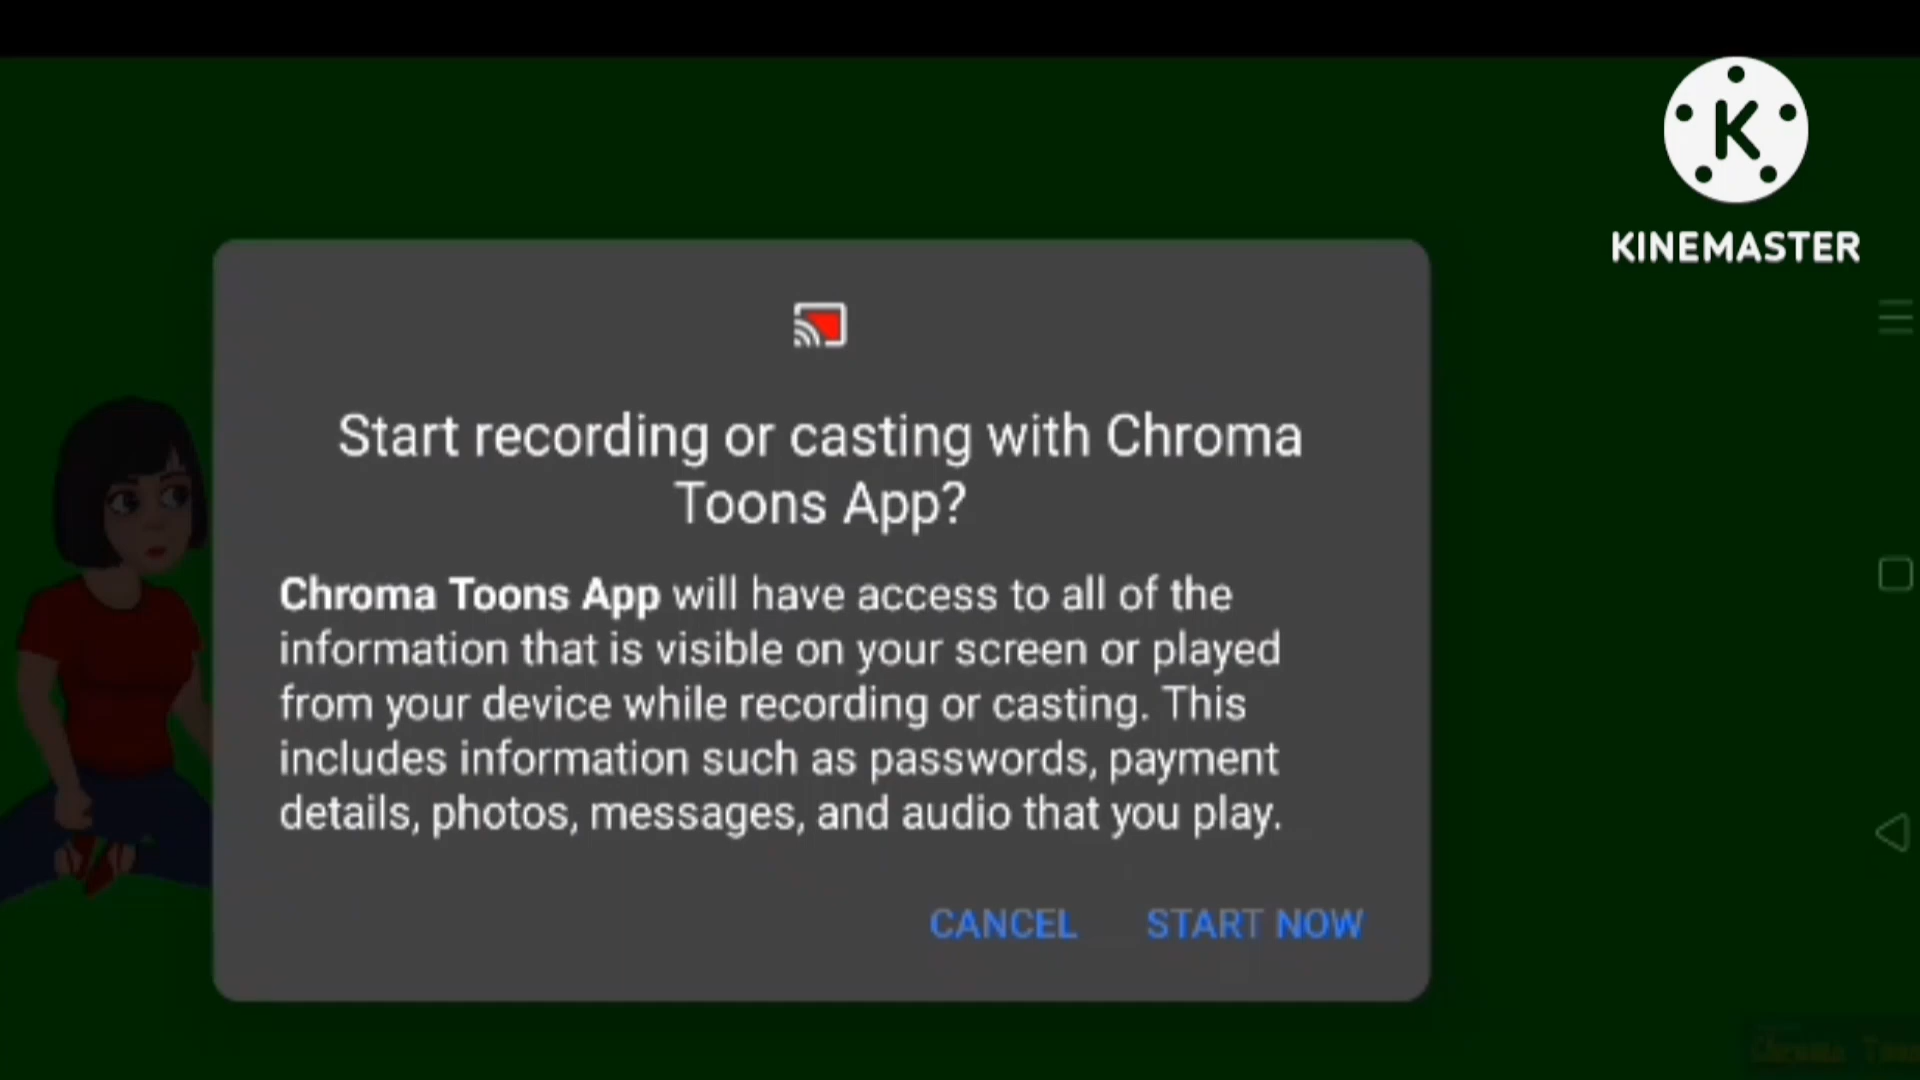 K
KINEMASTER
Start recording or casting with Chroma
Toons App?
Chroma Toons App will have access to all of the
information that is visible on your screen or played
from your device while recording or casting. This
includes information such as passwords, payment
details, photos, messages, and audio that you play.
CANCEL START NOW
Chroma